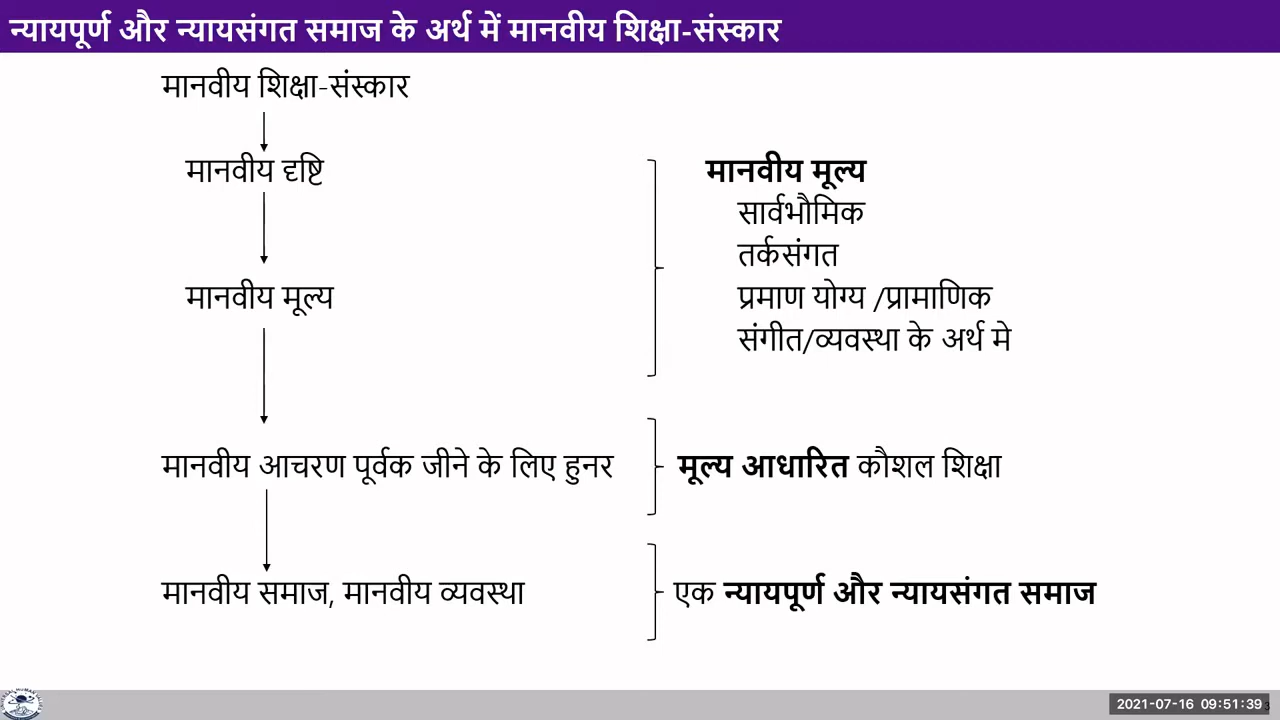 न्यायपूर्ण और न्यायसंगत समाज के अर्थ में मानवीय शिक्षा-संस्कार
मानवीय शिक्षा-संस्कार
मानवीय दृष्टि
मानवीय मूल्य
मानवीय मूल्य
सार्वभौमिक
तर्कसंगत
प्रमाण योग्य /प्रामाणिक
संगीत/व्यवस्था के अर्थ मे
मानवीय आचरण पूर्वक जीने के लिए हुनर
मूल्य आधारित कौशल शिक्षा
मानवीय समाज, मानवीय व्यवस्था
एक न्यायपूर्ण और न्यायसंगत समाज
2021-07-16 09:51:39
3